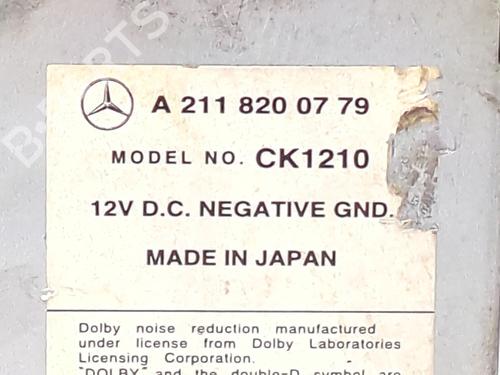 A 211 820 07 79
MODEL NO. CK1210
12V D.C. NEGATIVE GND.
MADE IN JAPAN
Dolby noise reduction manufactured
under license from Dolby Laboratories
Licensing Corporation.
"DOLBY" and the double-D symbol are